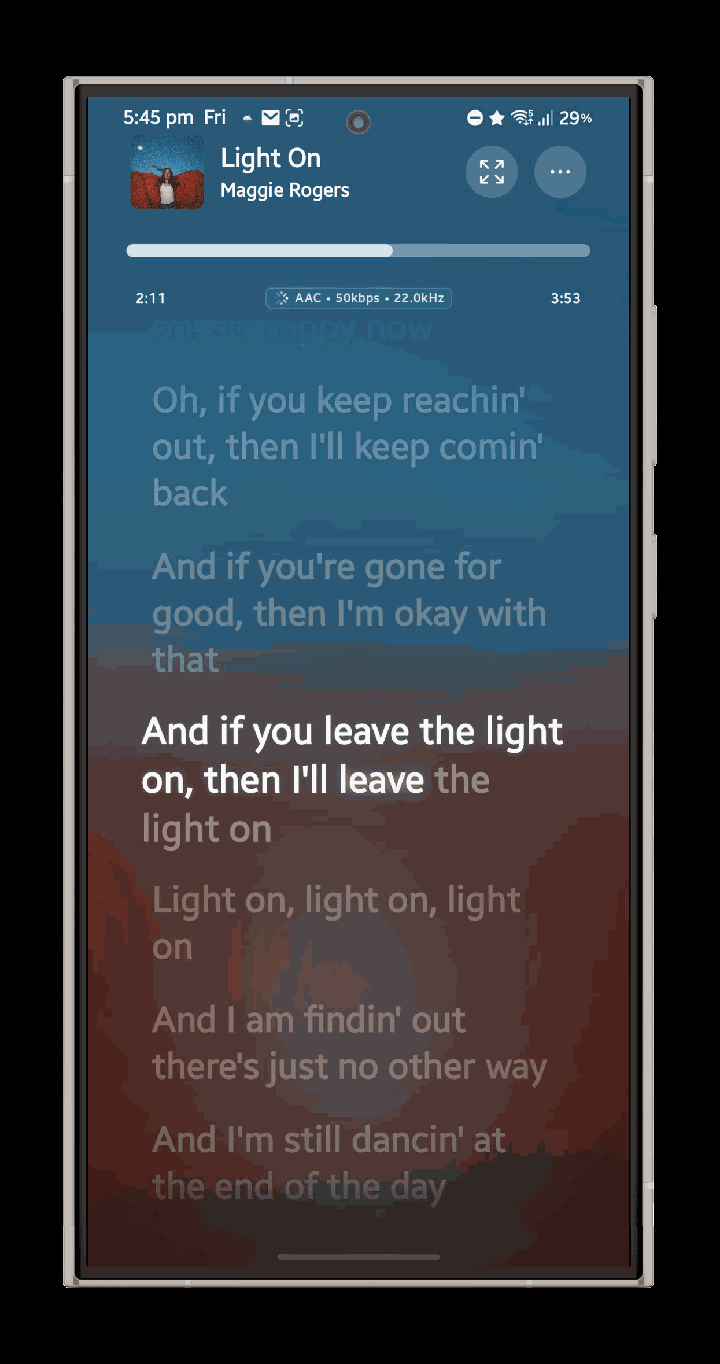 5:45 pm Fri 29%
Light On
Maggie Rogers
2:11 AAC • 50kbps • 22.0kHz 3:53
on, so happy now
Oh, if you keep reachin'
out, then I'll keep comin'
back
And if you're gone for
good, then I'm okay with
that
And if you leave the light
on, then I'll leave the
light on
Light on, light on, light
on
And I am findin' out
there's just no other way
And I'm still dancin' at
the end of the day